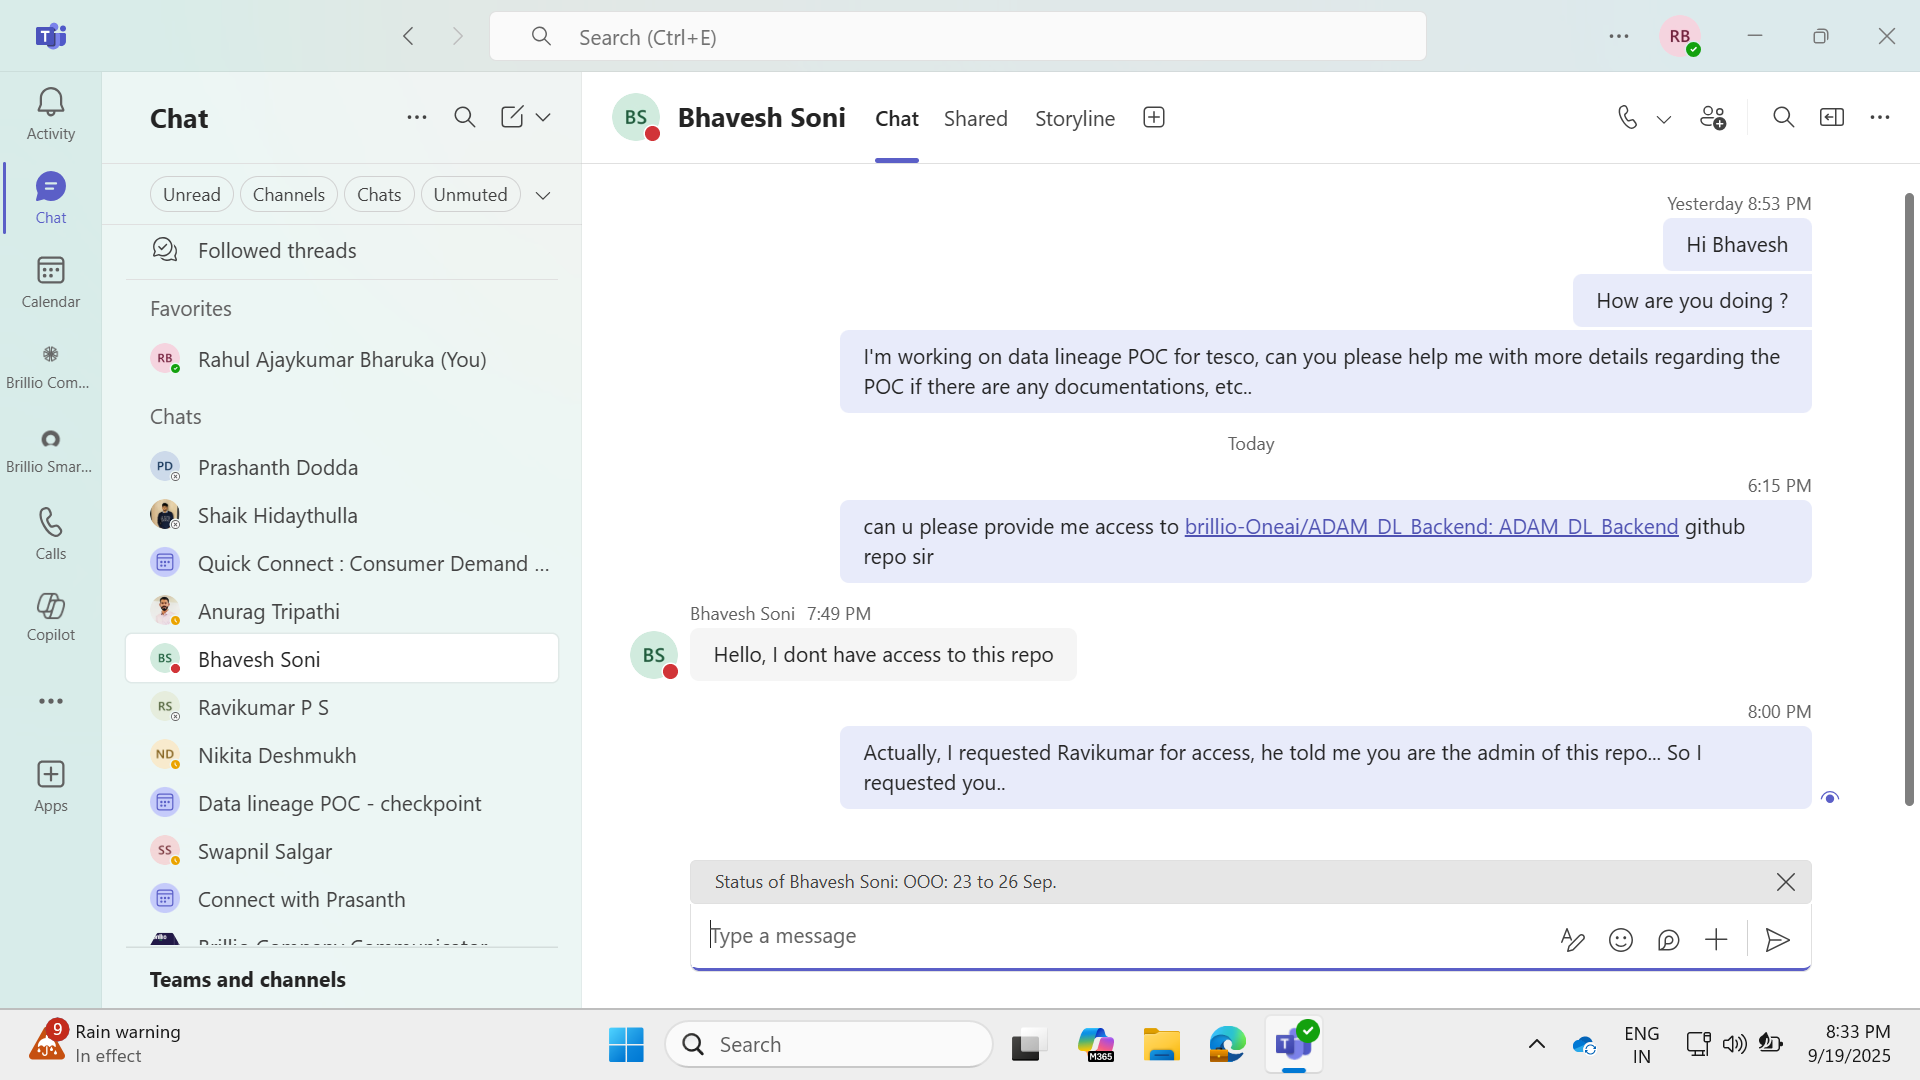 Search (Ctrl+E)
RB
Activity
Chat
Calendar
Brillio Com...
Brillio Smar...
Calls
Copilot
Apps
Chat
Unread
Channels
Chats
Unmuted
Followed threads
Favorites
RB Rahul Ajaykumar Bharuka (You)
Chats
PD Prashanth Dodda
Shaik Hidaythulla
Quick Connect : Consumer Demand ...
Anurag Tripathi
BS Bhavesh Soni
RS Ravikumar P S
ND Nikita Deshmukh
Data lineage POC - checkpoint
SS Swapnil Salgar
Connect with Prasanth
Brillio Company Communicator
Teams and channels
BS Bhavesh Soni Chat Shared Storyline
Yesterday 8:53 PM
Hi Bhavesh
How are you doing ?
I'm working on data lineage POC for tesco, can you please help me with more details regarding the
POC if there are any documentations, etc..
Today
6:15 PM
can u please provide me access to brillio-Oneai/ADAM_DL_Backend: ADAM_DL_Backend github
repo sir
Bhavesh Soni 7:49 PM
BS Hello, I dont have access to this repo
8:00 PM
Actually, I requested Ravikumar for access, he told me you are the admin of this repo... So I
requested you..
Status of Bhavesh Soni: OOO: 23 to 26 Sep.
Type a message
9 Rain warning
In effect
Search
M365
ENG
IN
8:33 PM
9/19/2025